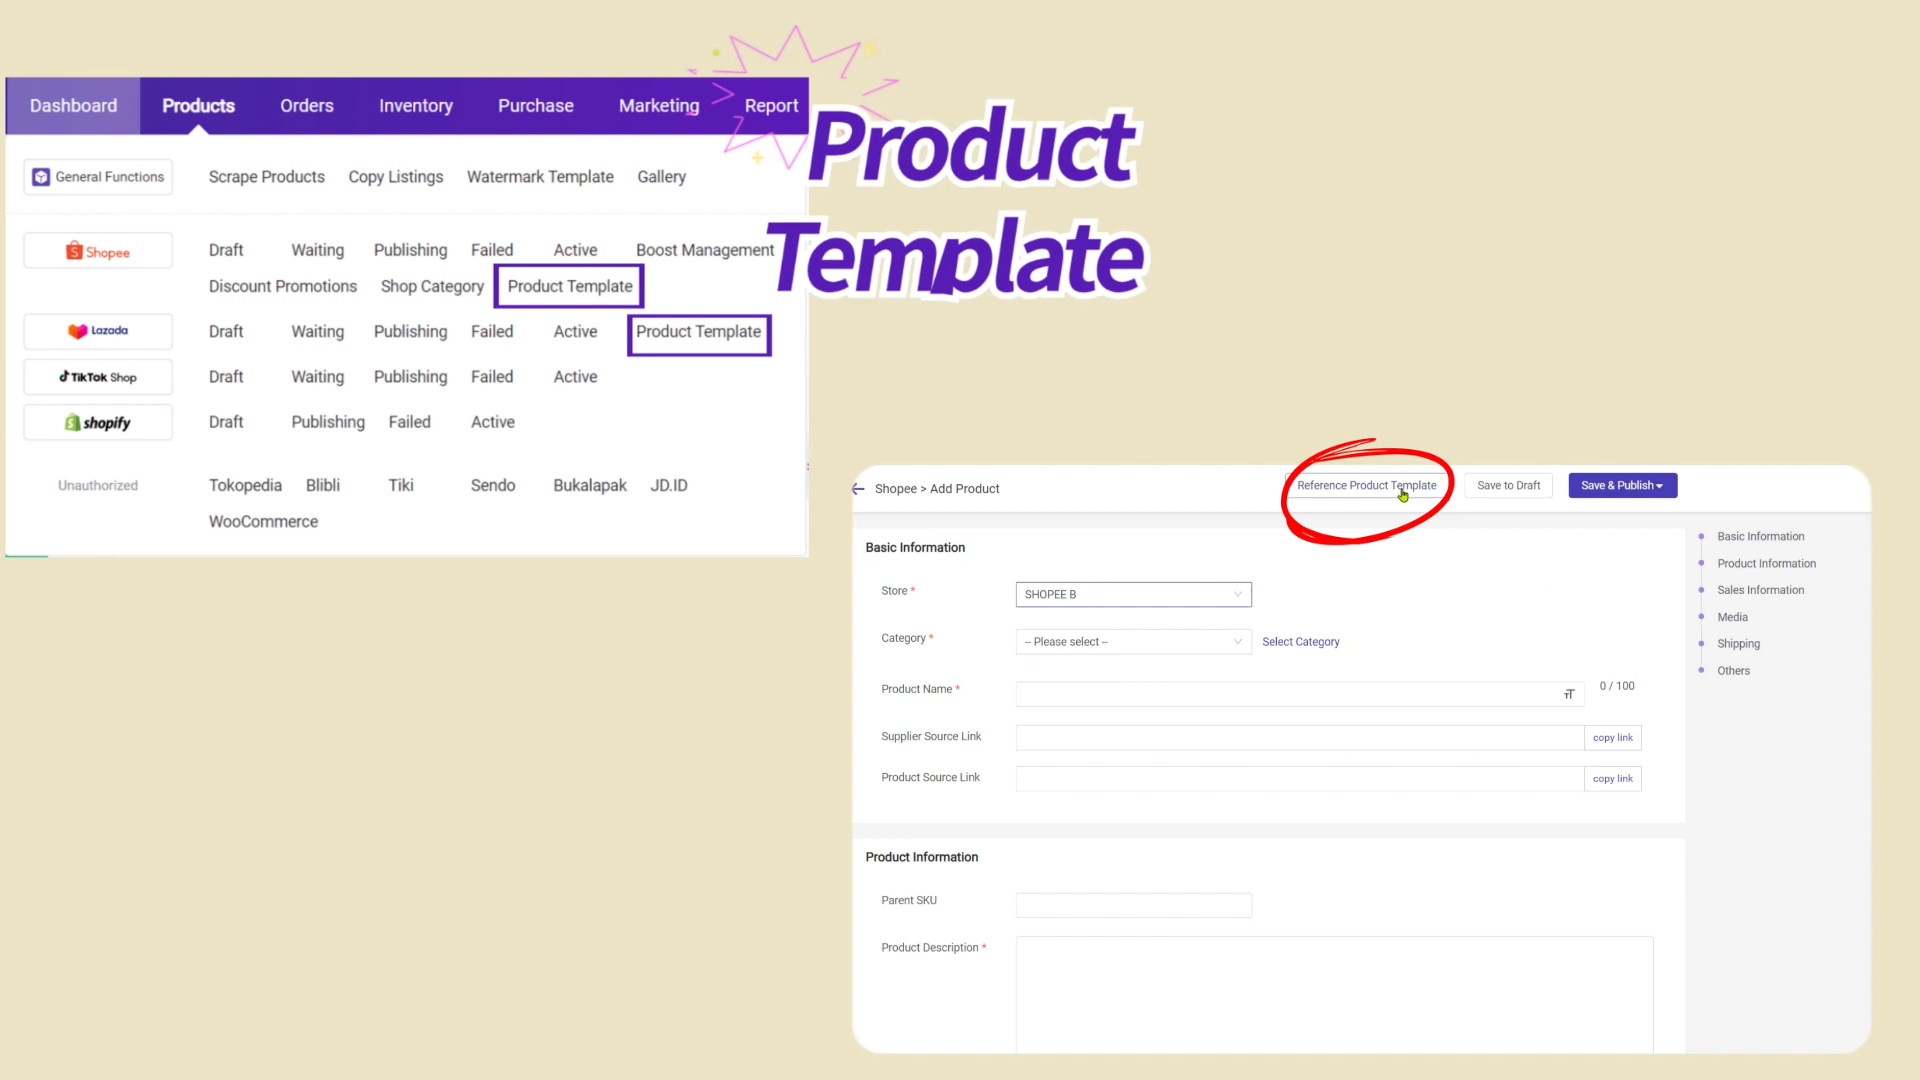 Dashboard Products Orders Inventory Purchase Marketing Report
General Functions Scrape Products Copy Listings Watermark Template Gallery
Shopee Draft Waiting Publishing Failed Active Boost Management
Discount Promotions Shop Category Product Template
Lazada Draft Waiting Publishing Failed Active Product Template
TikTok Shop Draft Waiting Publishing Failed Active
shopify Draft Publishing Failed Active
Unauthorized Tokopedia Blibli Tiki Sendo Bukalapak JD.ID
WooCommerce
Product
Template
Shopee > Add Product Reference Product Template Save to Draft Save & Publish
Basic Information
Store * SHOPEE B
Category * -- Please select -- Select Category
Product Name * 0 / 100
Supplier Source Link copy link
Product Source Link copy link
Product Information
Parent SKU
Product Description *
Basic Information
Product Information
Sales Information
Media
Shipping
Others